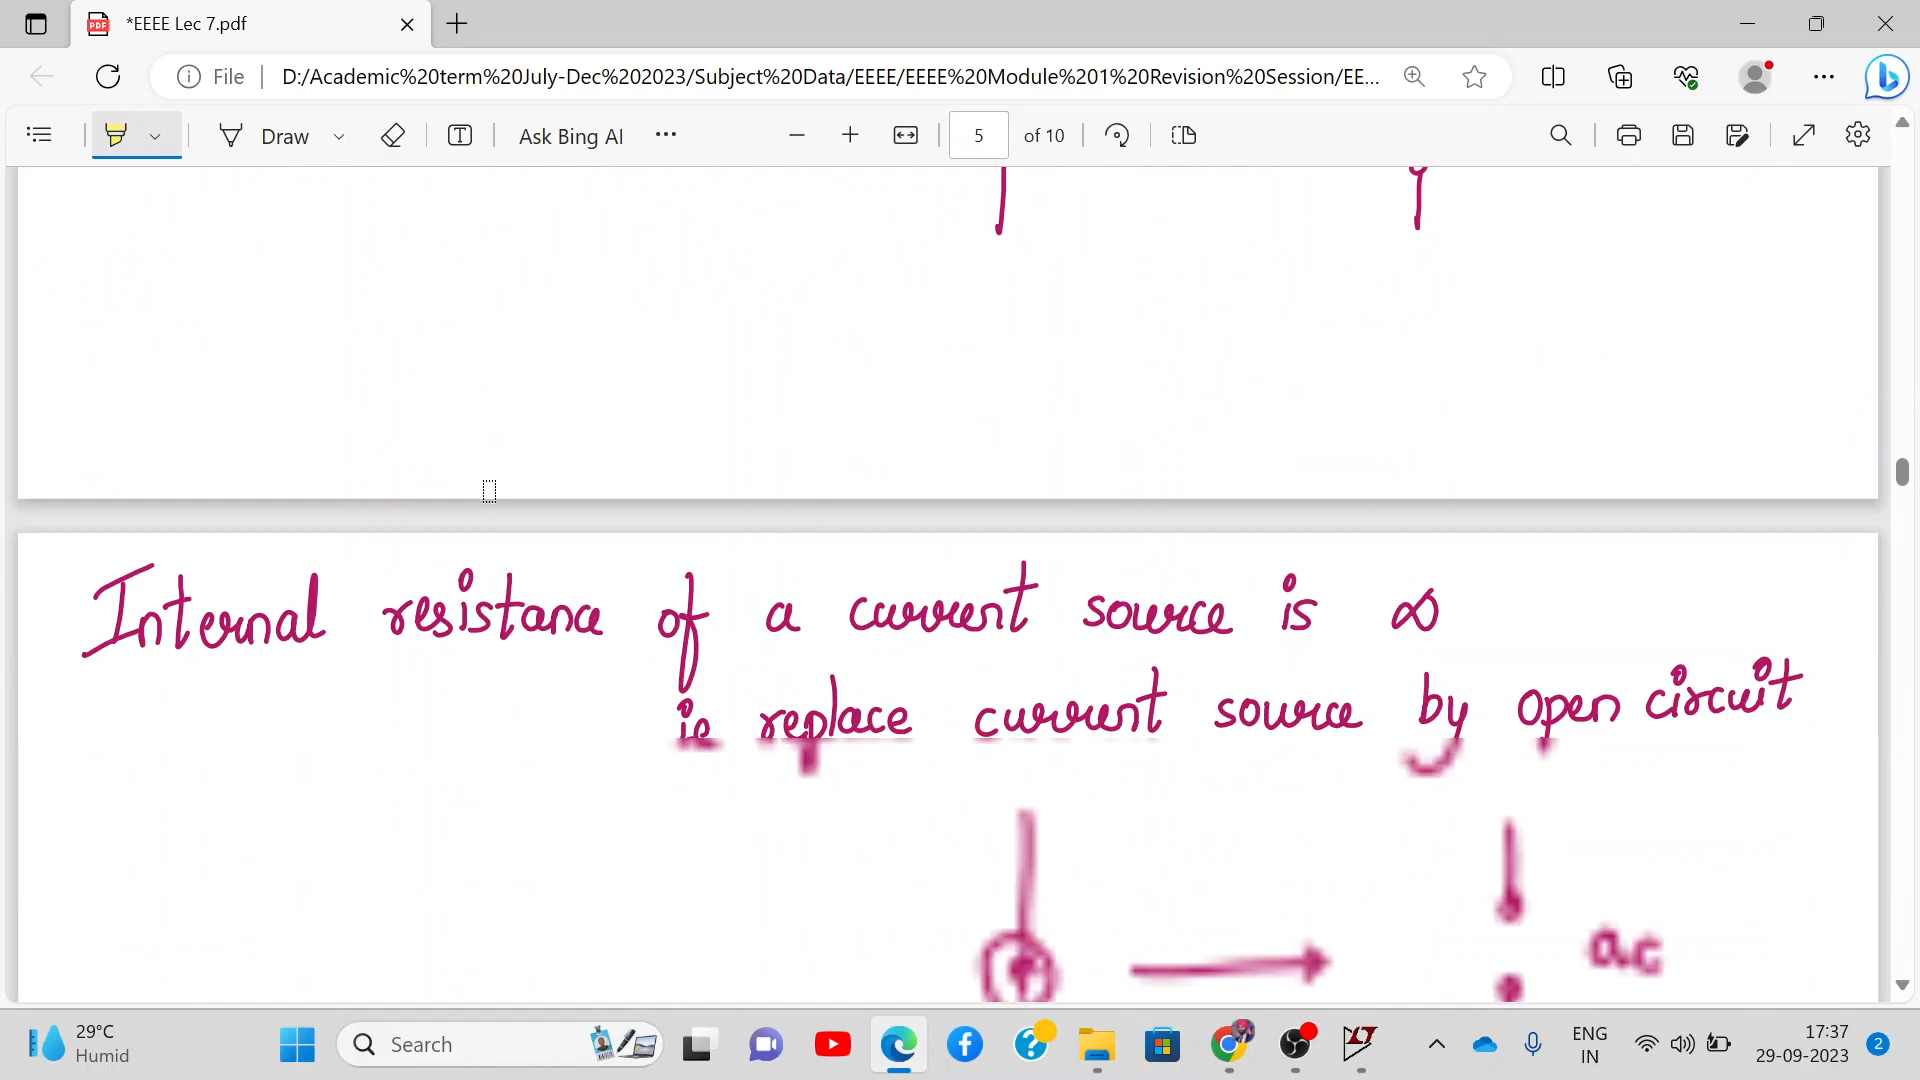 *EEEE Lec 7.pdf
File
D:/Academic%20term%20July-Dec%202023/Subject%20Data/EEEE/EEEE%20Module%201%20Revision%20Session/EE...
Draw
Ask Bing AI
5 of 10
Internal resistance of a current source is ∞
ie replace current source by open circuit
o.c
29°C
Humid
Search
ENG
IN
17:37
29-09-2023
2